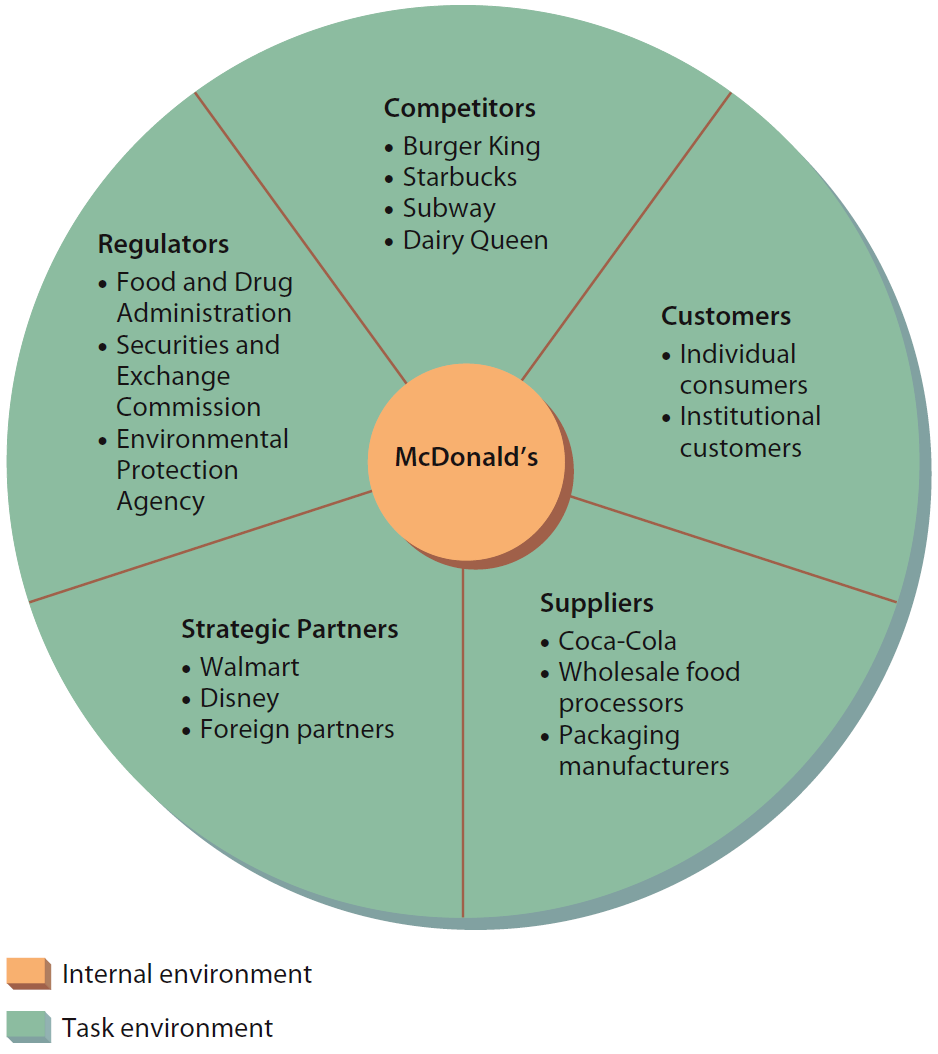 Competitors
• Burger King
• Starbucks
• Subway
• Dairy Queen
Regulators
• Food and Drug
Administration
• Securities and
Exchange
Commission
• Environmental
Protection
Agency
Customers
• Individual
consumers
• Institutional
customers
McDonald’s
Strategic Partners
• Walmart
• Disney
• Foreign partners
Suppliers
• Coca-Cola
• Wholesale food
processors
• Packaging
manufacturers
Internal environment
Task environment